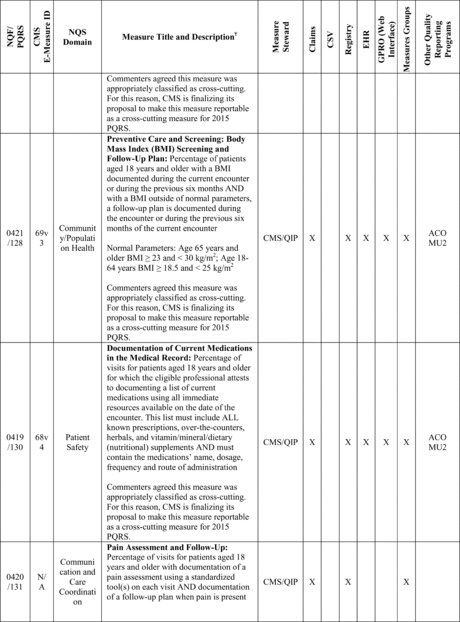 NQF/
PQRS
CMS
E-Measure ID
NQS
Domain
Measure Title and Description¥
Measure
Steward
Claims
CSV
Registry
EHR
GPRO (Web
Interface)
Measures Groups
Other Quality
Reporting
Programs
Commenters agreed this measure was
appropriately classified as cross-cutting.
For this reason, CMS is finalizing its
proposal to make this measure reportable
as a cross-cutting measure for 2015
PQRS.
0421
/128
69v
3
Communit
y/Populati
on Health
Preventive Care and Screening: Body
Mass Index (BMI) Screening and
Follow-Up Plan: Percentage of patients
aged 18 years and older with a BMI
documented during the current encounter
or during the previous six months AND
with a BMI outside of normal parameters,
a follow-up plan is documented during
the encounter or during the previous six
months of the current encounter
Normal Parameters: Age 65 years and
older BMI ≥ 23 and < 30 kg/m²; Age 18-
64 years BMI ≥ 18.5 and < 25 kg/m²
Commenters agreed this measure was
appropriately classified as cross-cutting.
For this reason, CMS is finalizing its
proposal to make this measure reportable
as a cross-cutting measure for 2015
PQRS.
CMS/QIP
X
X
X
X
X
ACO
MU2
0419
/130
68v
4
Patient
Safety
Documentation of Current Medications
in the Medical Record: Percentage of
visits for patients aged 18 years and older
for which the eligible professional attests
to documenting a list of current
medications using all immediate
resources available on the date of the
encounter. This list must include ALL
known prescriptions, over-the-counters,
herbals, and vitamin/mineral/dietary
(nutritional) supplements AND must
contain the medications' name, dosage,
frequency and route of administration
Commenters agreed this measure was
appropriately classified as cross-cutting.
For this reason, CMS is finalizing its
proposal to make this measure reportable
as a cross-cutting measure for 2015
PQRS.
CMS/QIP
X
X
X
X
X
ACO
MU2
0420
/131
N/
A
Communi
cation and
Care
Coordinati
on
Pain Assessment and Follow-Up:
Percentage of visits for patients aged 18
years and older with documentation of a
pain assessment using a standardized
tool(s) on each visit AND documentation
of a follow-up plan when pain is present
CMS/QIP
X
X
X